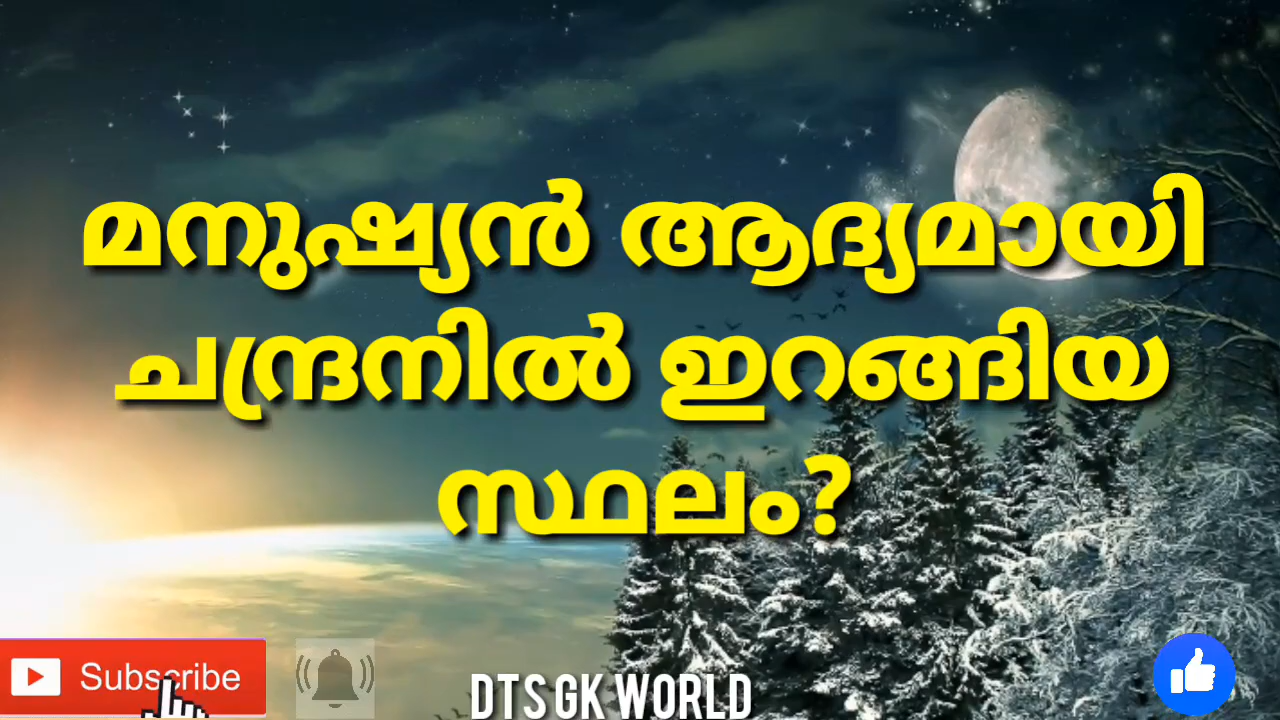 മനുഷ്യൻ ആദ്യമായി
ചന്ദ്രനിൽ ഇറങ്ങിയ
സ്ഥലം?
Subscribe
DTS GK WORLD